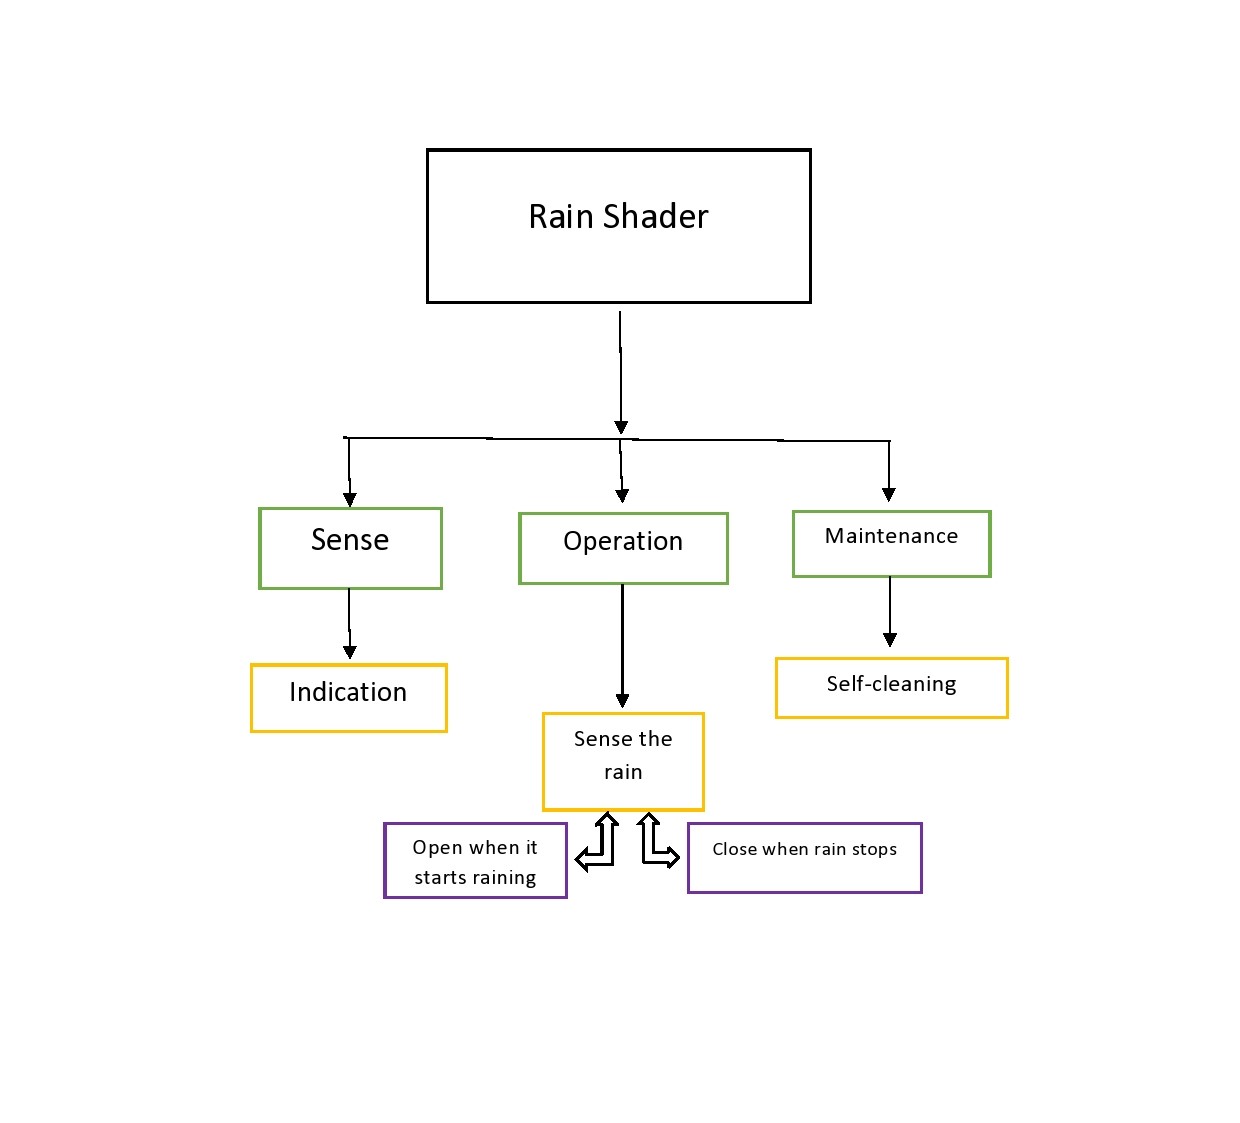 Rain Shader
Sense
Operation
Maintenance
Indication
Self-cleaning
Sense the
rain
Open when it
starts raining
Close when rain stops